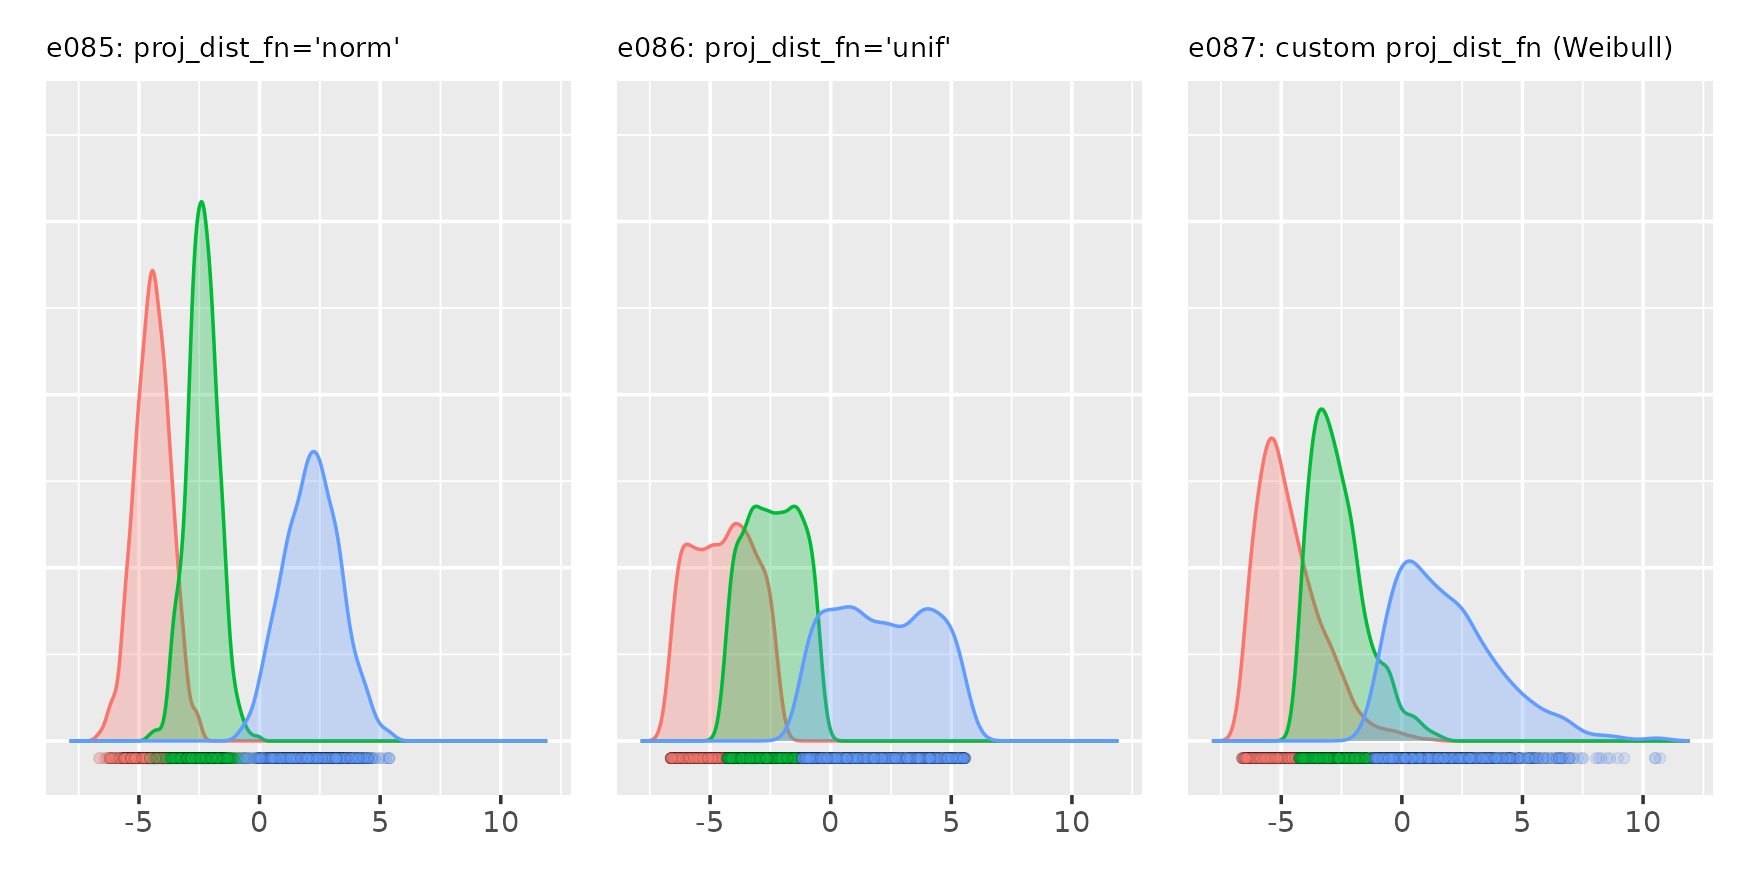 e085: proj_dist_fn='norm'
e086: proj_dist_fn='unif'
e087: custom proj_dist_fn (Weibull)
-5 0 5 10
-5 0 5 10
-5 0 5 10